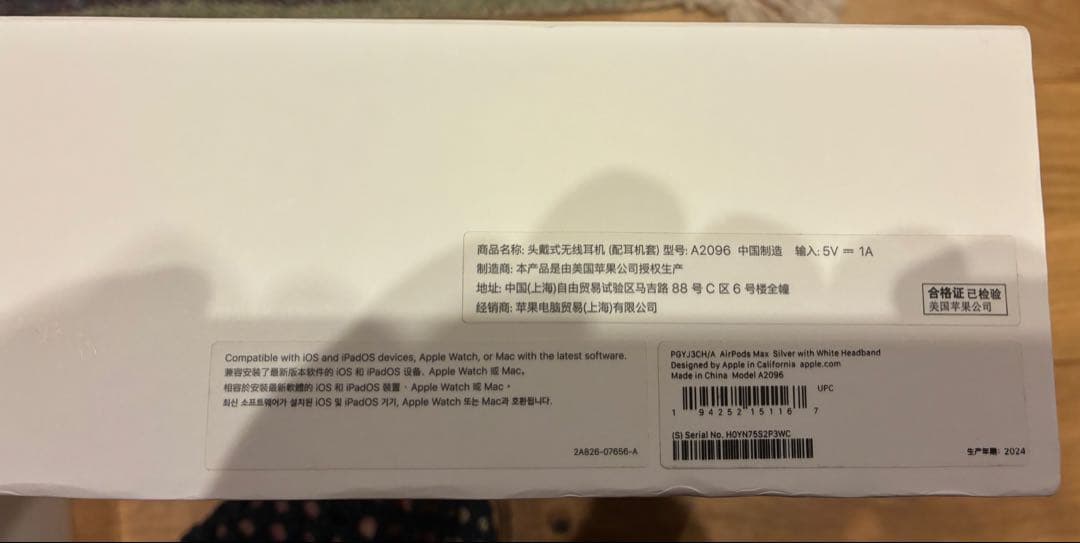 商品名称: 头戴式无线耳机 (配耳机套) 型号: A2096 中国制造 输入: 5V ⎓ 1A
制造商: 本产品是由美国苹果公司授权生产
地址: 中国(上海)自由贸易试验区马吉路 88 号 C 区 6 号楼全幢
经销商: 苹果电脑贸易(上海)有限公司
合格证 已检验
美国苹果公司
Compatible with iOS and iPadOS devices, Apple Watch, or Mac with the latest software.
兼容安装了最新版本软件的 iOS 和 iPadOS 设备、Apple Watch 或 Mac。
相容於安裝最新軟體的 iOS 和 iPadOS 裝置、Apple Watch 或 Mac。
최신 소프트웨어가 설치된 iOS 및 iPadOS 기기, Apple Watch 또는 Mac과 호환됩니다.
2A826-07656-A
PGYJ3CH/A AirPods Max Silver with White Headband
Designed by Apple in California apple.com
Made in China Model A2096
UPC
1 94252 15116 7
(S) Serial No. H0YN75S2P3WC
生产年期: 2024